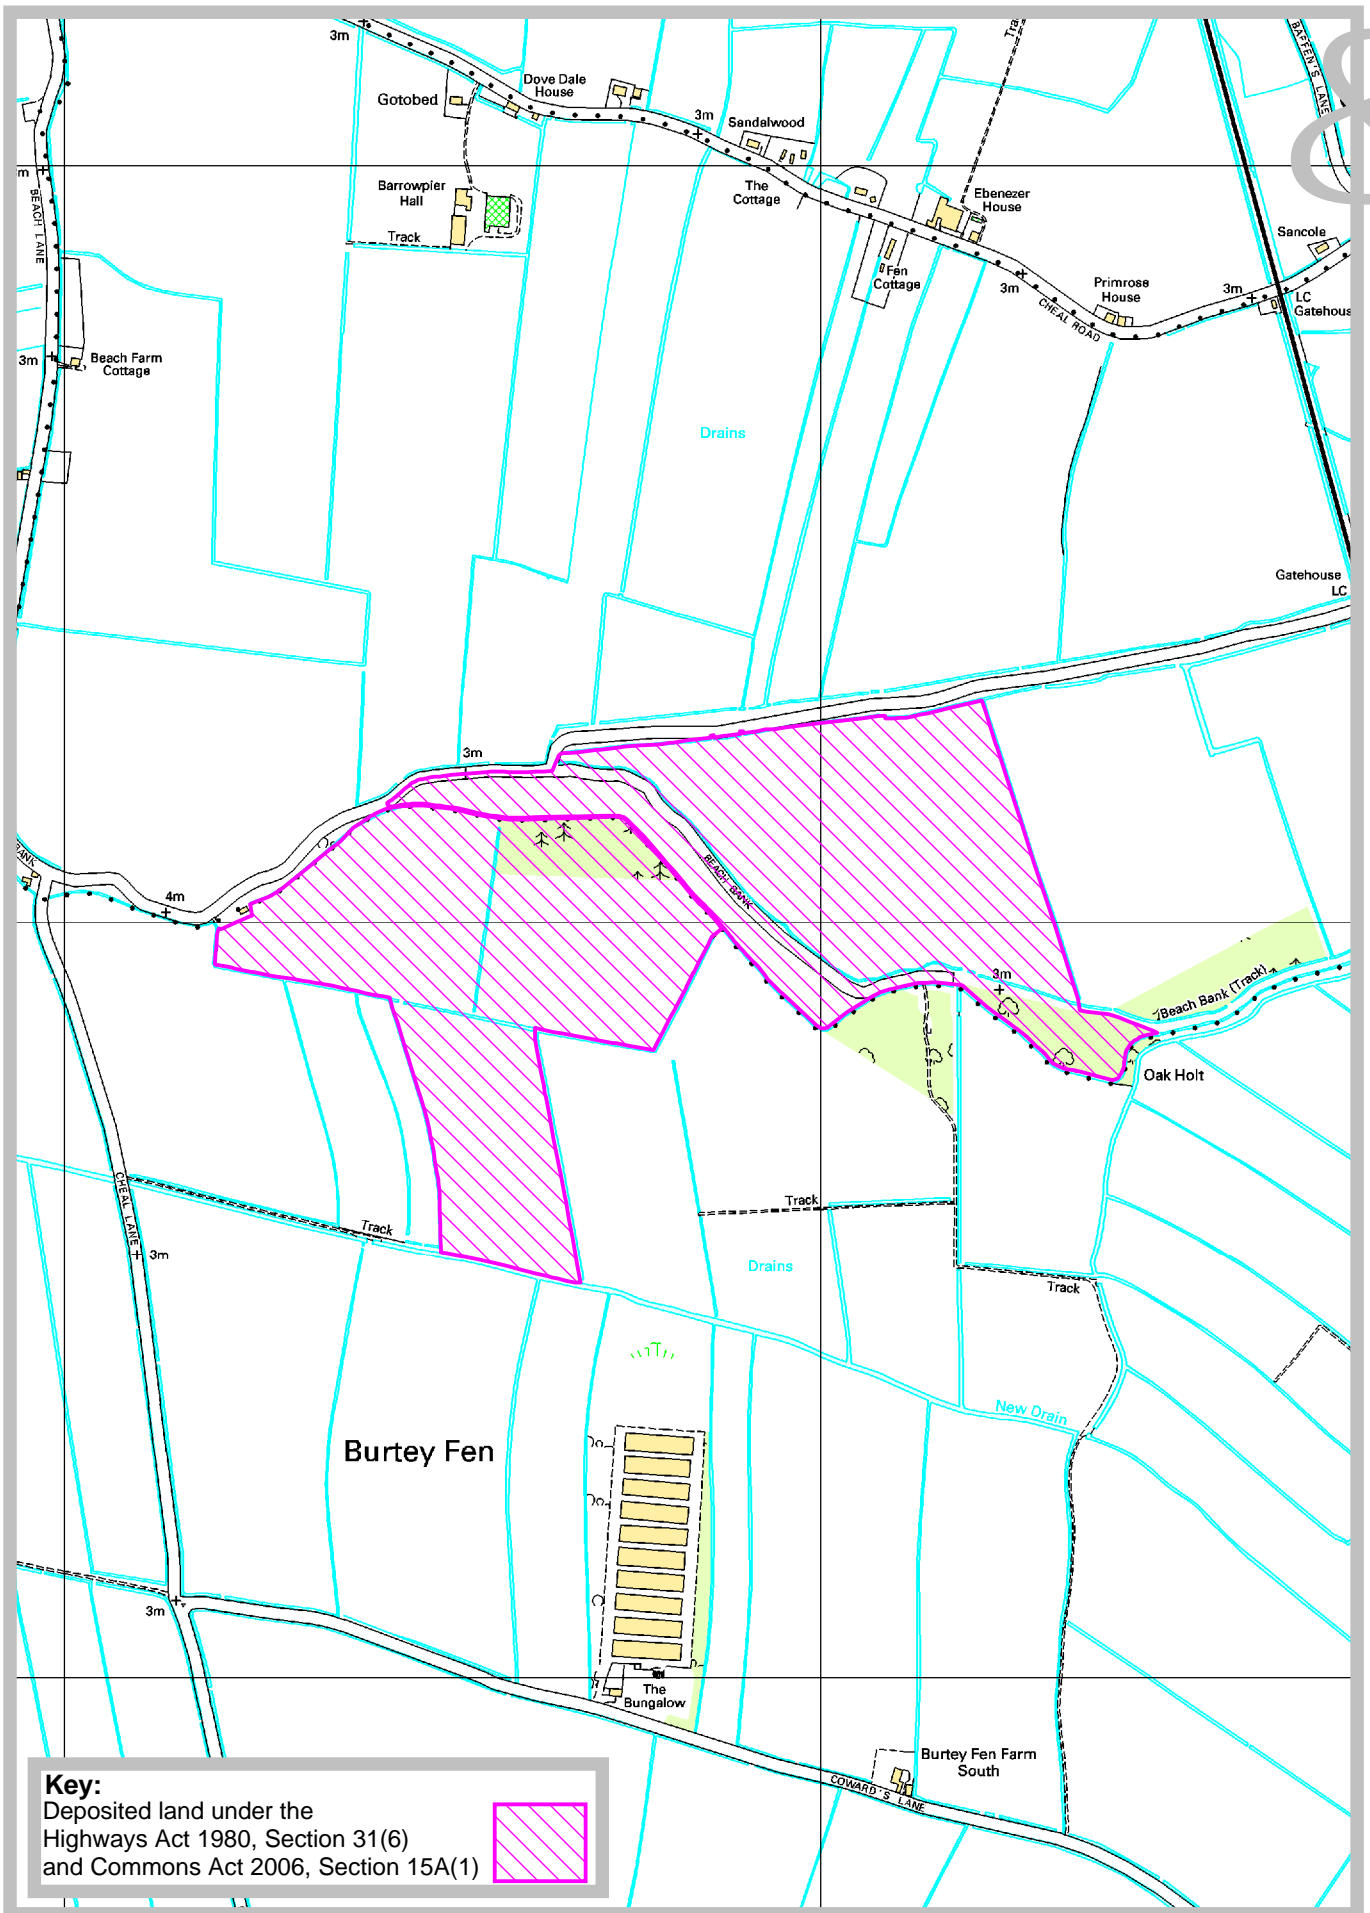 3m
Tra
BAFFEN'S LANE
&
Dove Dale
House
Gotobed
3m
Sandalwood
m
BEACH LANE
Barrowpier
Hall
The
Cottage
Ebenezer
House
Track
Sancole
Fen
Cottage
3m
Primrose
House
3m
LC
Gatehous
CHEAL ROAD
3m
Beach Farm
Cottage
Drains
Gatehouse
LC
3m
BANK
BEACH BANK
4m
3m
Beach Bank (Track)
Oak Holt
CHEAL LANE
Track
Track
3m
Drains
Track
New Drain
Burtey Fen
3m
The
Bungalow
Burtey Fen Farm
South
COWARD'S LANE
Key:
Deposited land under the
Highways Act 1980, Section 31(6)
and Commons Act 2006, Section 15A(1)